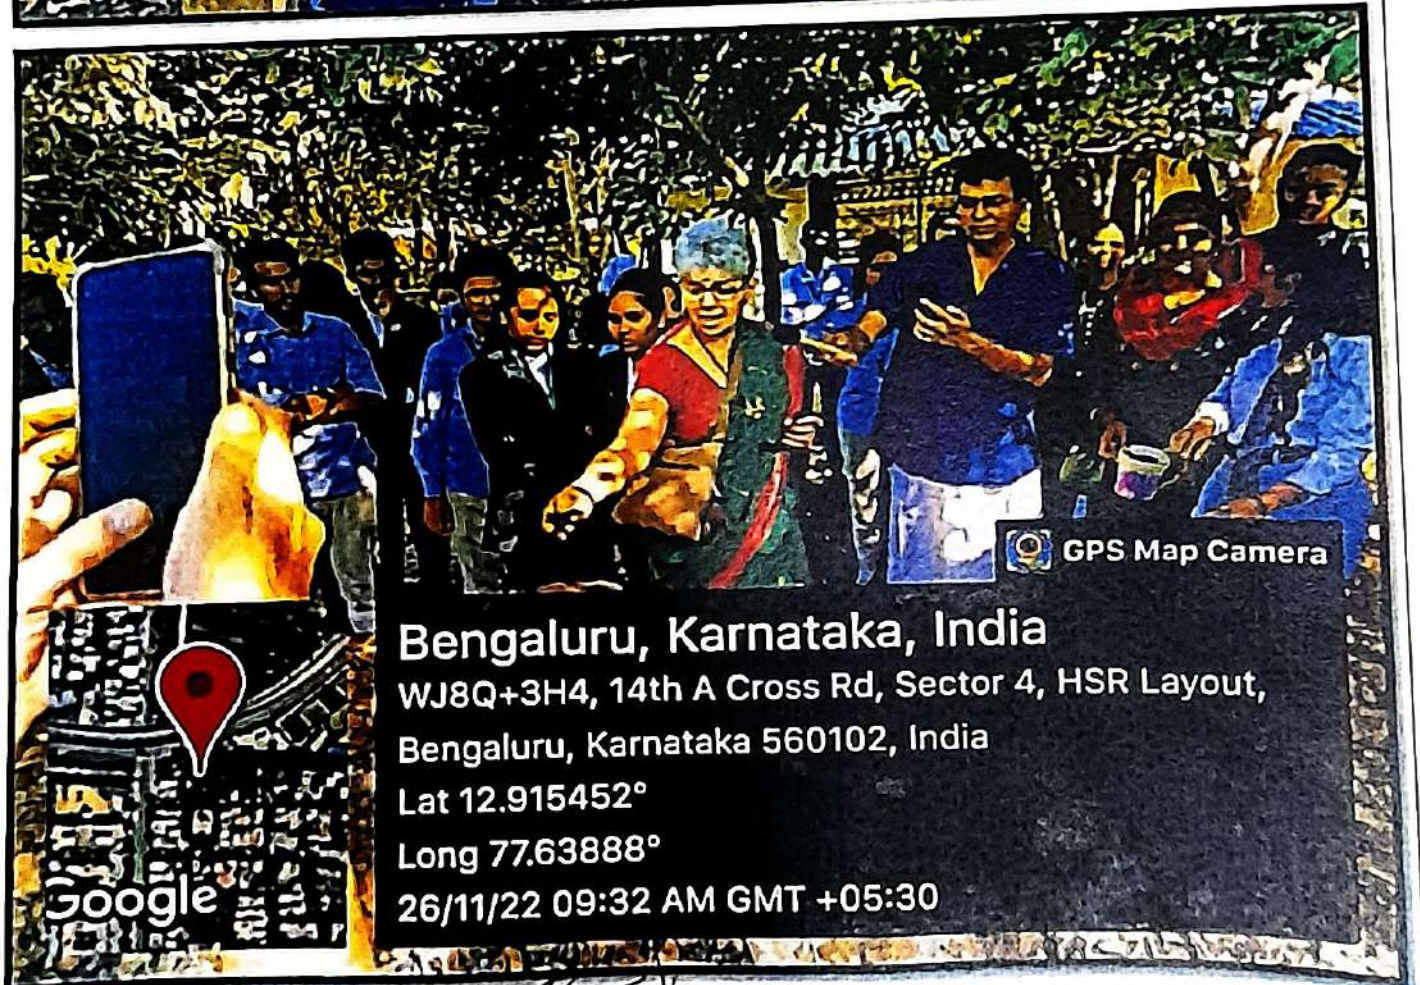 GPS Map Camera
Bengaluru, Karnataka, India
WJ8Q+3H4, 14th A Cross Rd, Sector 4, HSR Layout,
Bengaluru, Karnataka 560102, India
Lat 12.915452°
Long 77.63888°
26/11/22 09:32 AM GMT +05:30
Google